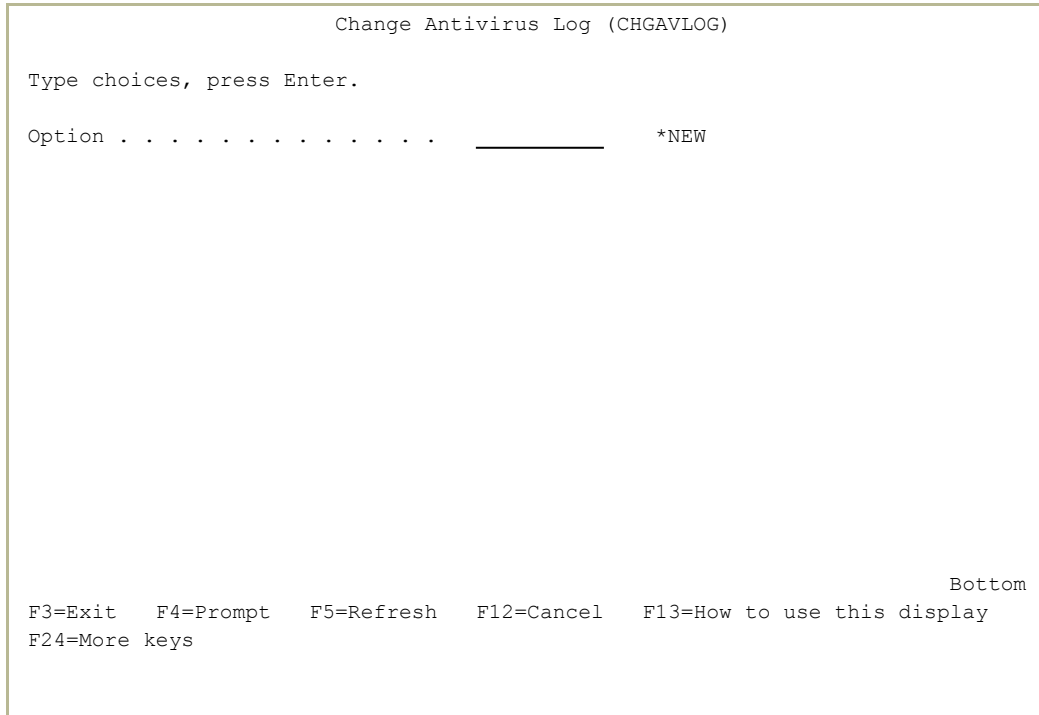 Change Antivirus Log (CHGAVLOG)
Type choices, press Enter.
Option . . . . . . . . . . . . . *NEW
Bottom
F3=Exit F4=Prompt F5=Refresh F12=Cancel F13=How to use this display
F24=More keys